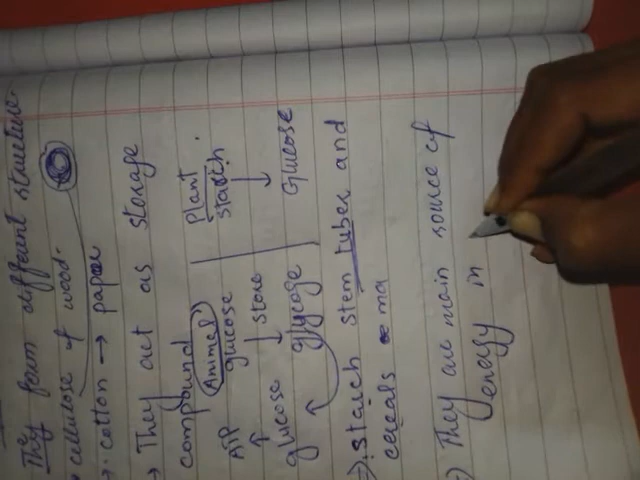 They form different structure.
• cellulose of wood.
→ cotton → paper
→ They act as storage
compound
Animal Plant
glucose starch
ATP ↑ ↓ store ↓
glucose glycoge Glucose
⇒ starch stem tuber and
cereals
⇒) They are main source of
energy in